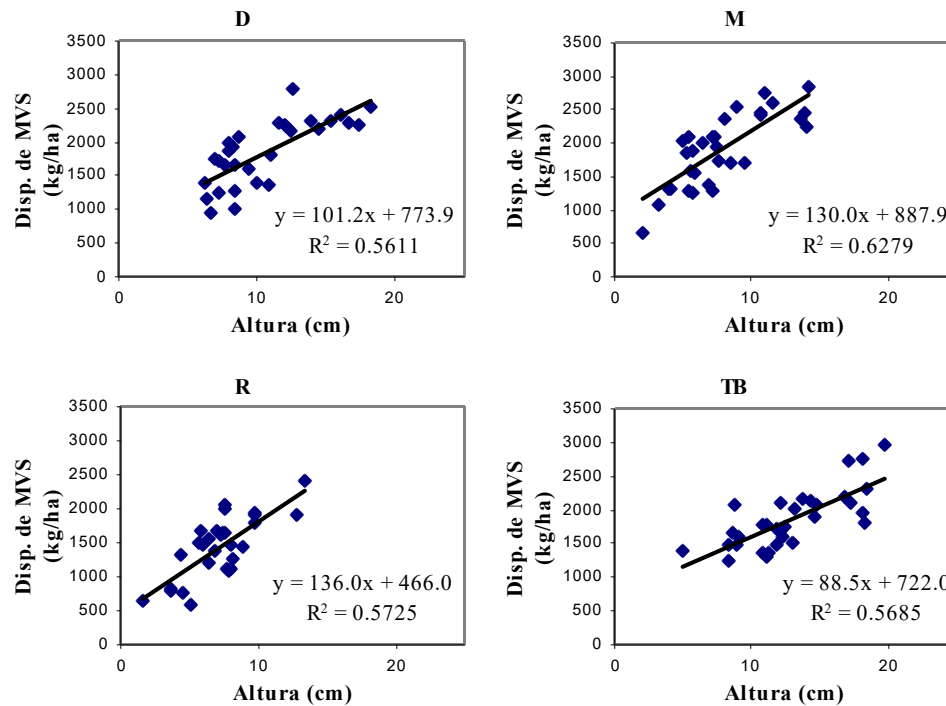 D
3500
3000
2500
2000
1500
1000
500
0
Disp. de MVS
(kg/ha)
y = 101.2x + 773.9
R² = 0.5611
0 10 20
Altura (cm)
M
3500
3000
2500
2000
1500
1000
500
0
Disp. de MVS
(kg/ha)
y = 130.0x + 887.9
R² = 0.6279
0 10 20
Altura (cm)
R
3500
3000
2500
2000
1500
1000
500
0
Disp. de MVS
(kg/ha)
y = 136.0x + 466.0
R² = 0.5725
0 10 20
Altura (cm)
TB
3500
3000
2500
2000
1500
1000
500
0
Disp. de MVS
(kg/ha)
y = 88.5x + 722.0
R² = 0.5685
0 10 20
Altura (cm)